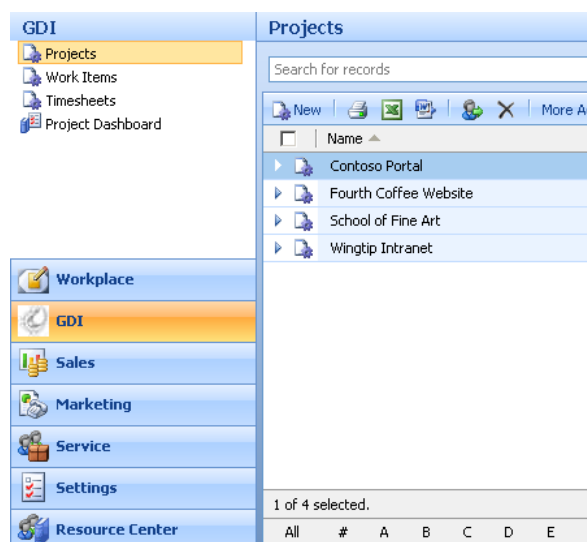 GDI
Projects
Work Items
Timesheets
Project Dashboard
Workplace
GDI
Sales
Marketing
Service
Settings
Resource Center
Projects
Search for records
New
More A
Name
Contoso Portal
Fourth Coffee Website
School of Fine Art
Wingtip Intranet
1 of 4 selected.
All # A B C D E